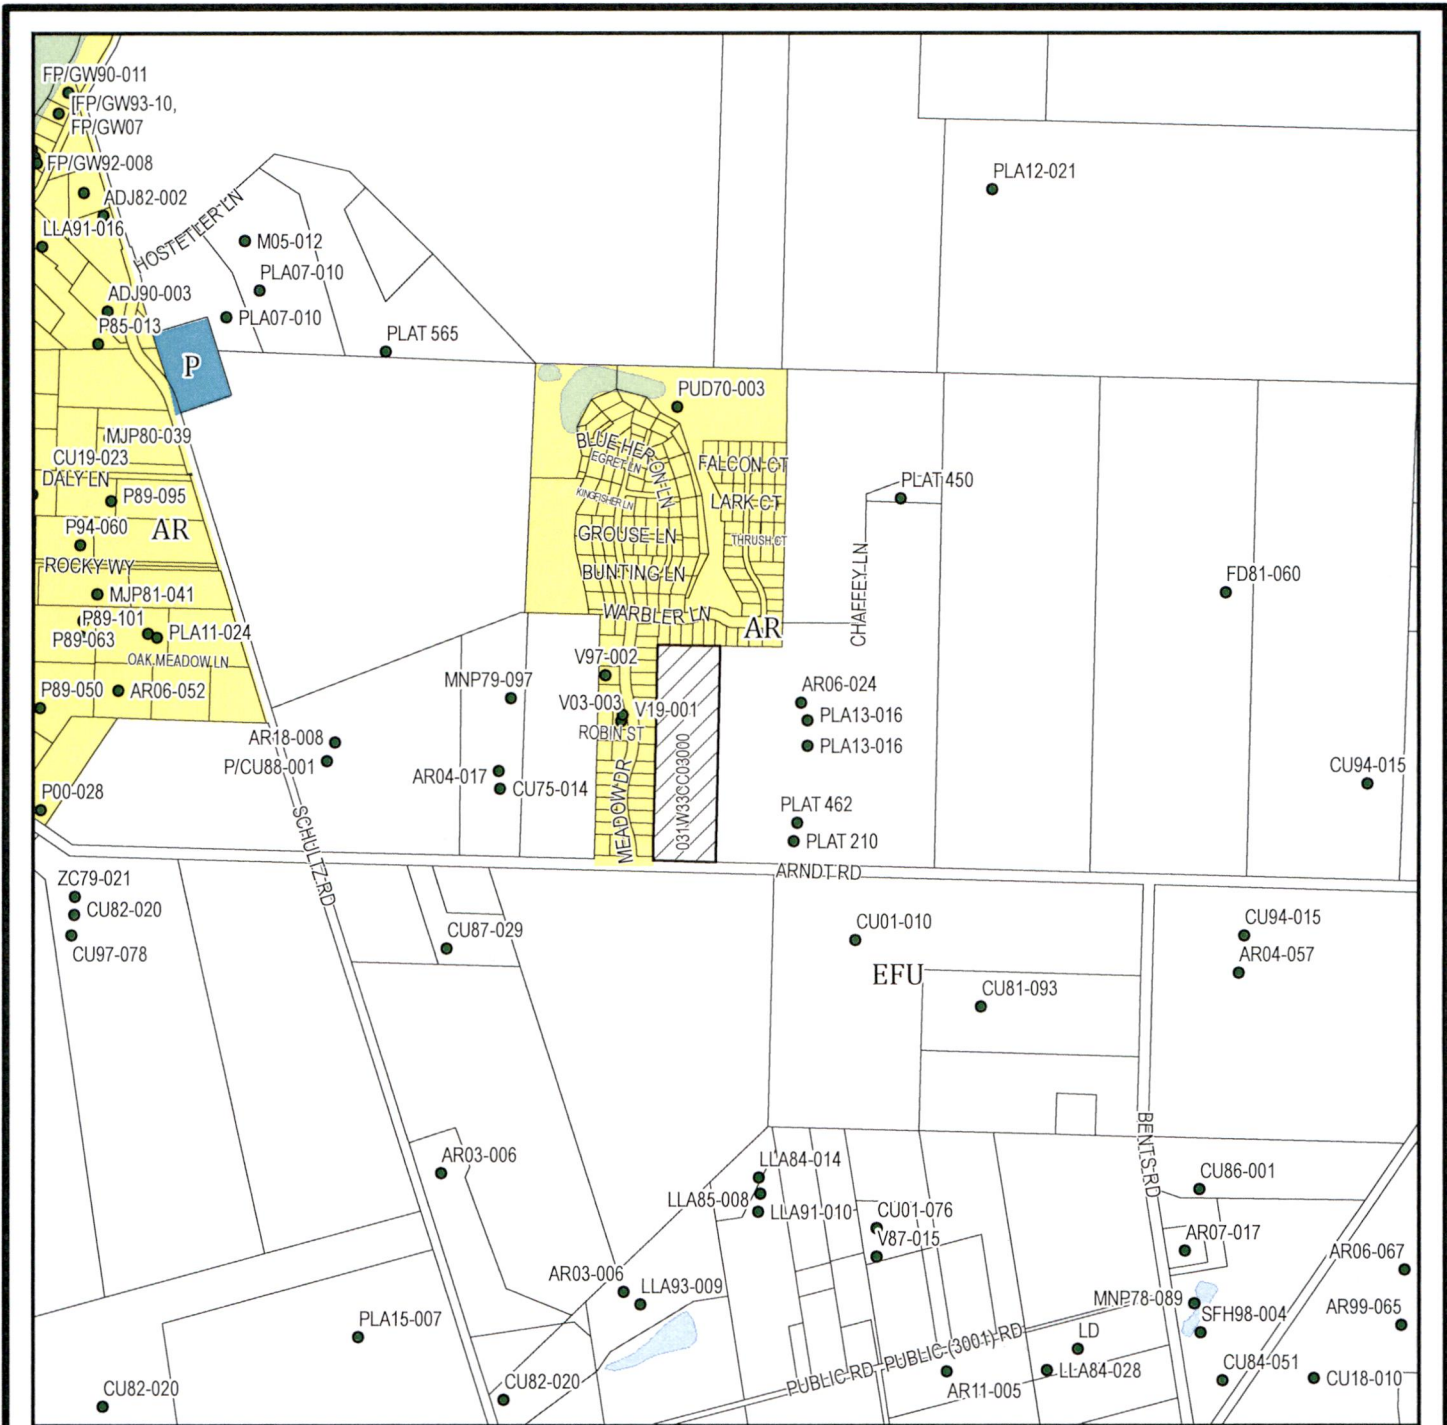 FP/GW90-011
[FP/GW93-10,
FP/GW07
FP/GW92-008
PLA12-021
ADJ82-002
LLA91-016
HOSTETLER LN
M05-012
PLA07-010
ADJ90-003
PLA07-010
P85-013
PLAT 565
P
PUD70-003
MJP80-039
BLUE HERON LN
CU19-023
EGRET LN
FALCON CT
DALY LN
PLAT 450
P89-095
KINGFISHER LN
LARK CT
P94-060
AR
GROUSE LN
THRUSH CT
ROCKY WY
BUNTING LN
CHAFFEY LN
FD81-060
MJP81-041
P89-101
WARBLER LN
AR
P89-063
PLA11-024
OAK MEADOW LN
V97-002
P89-050
AR06-052
MNP79-097
AR06-024
V03-003
V19-001
PLA13-016
ROBIN ST
AR18-008
PLA13-016
P/CU88-001
AR04-017
CU75-014
CU94-015
031W33CC03000
P00-028
PLAT 462
MEADOW DR
PLAT 210
SCHULTZ RD
ARNDT RD
ZC79-021
CU82-020
CU87-029
CU01-010
CU94-015
CU97-078
AR04-057
EFU
CU81-093
BENTS RD
AR03-006
LLA84-014
CU86-001
LLA85-008
LLA91-010
CU01-076
V87-015
AR07-017
AR06-067
AR03-006
LLA93-009
MNP78-089
SFH98-004
AR99-065
PLA15-007
LD
PUBLIC RD -PUBLIC (3001) RD
CU84-051
LLA84-028
CU18-010
CU82-020
CU82-020
AR11-005